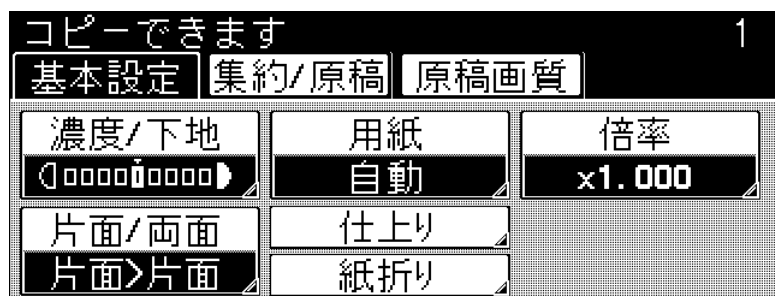 コピーできます 1
基本設定 集約/原稿 原稿画質
濃度/下地 用紙 倍率
自動 x1.000
片面/両面 仕上り
片面>片面 紙折り